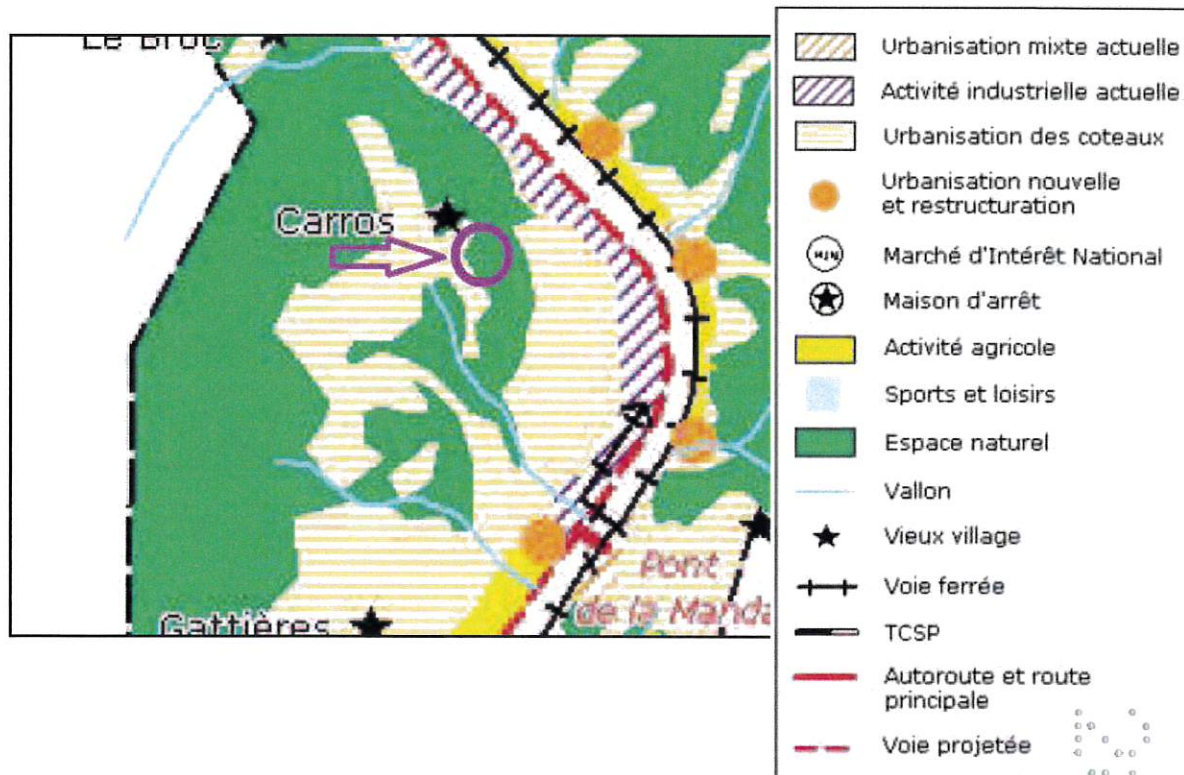 Le Broc
Carros
Gattières
Pont
de la Manda
Urbanisation mixte actuelle
Activité industrielle actuelle
Urbanisation des coteaux
Urbanisation nouvelle
et restructuration
Marché d'Intérêt National
Maison d'arrêt
Activité agricole
Sports et loisirs
Espace naturel
Vallon
Vieux village
Voie ferrée
TCSP
Autoroute et route
principale
Voie projetée